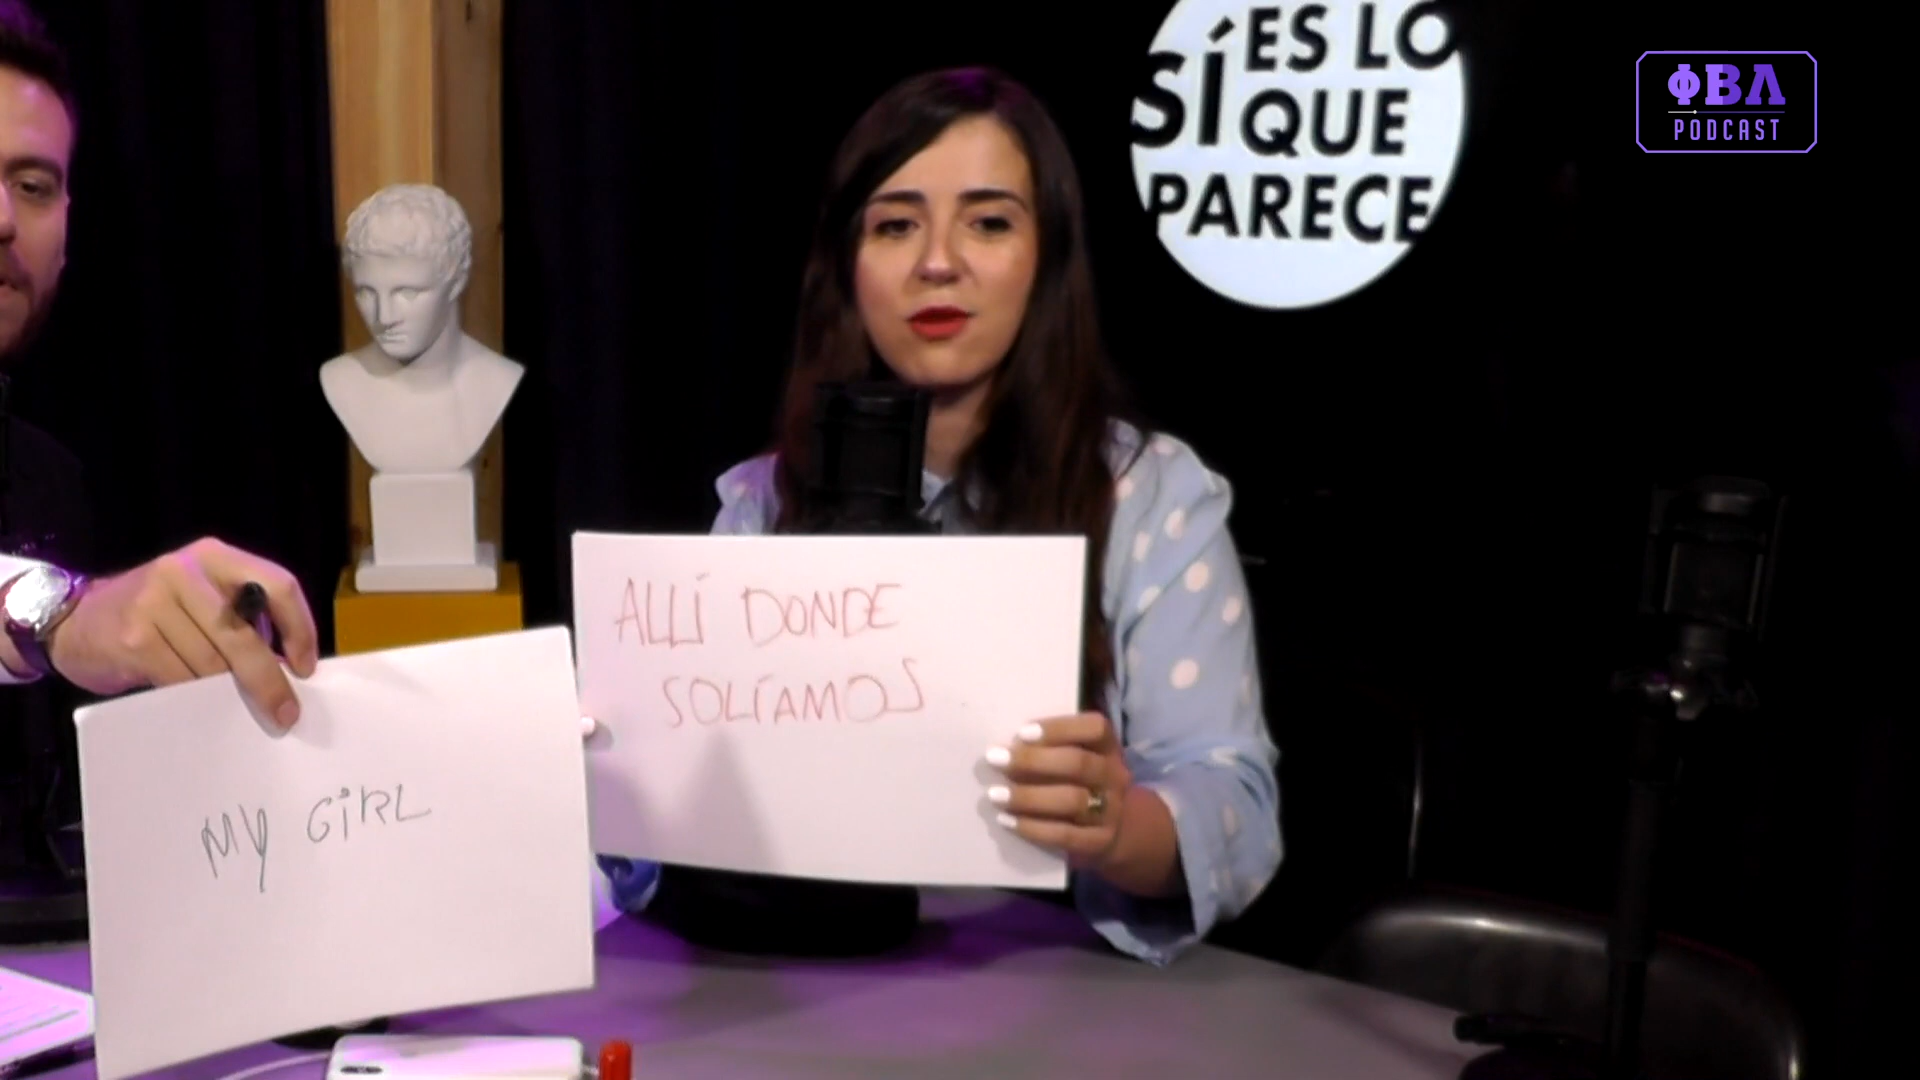 SÍ ES LO
QUE
PARECE
ΦΒΛ
PODCAST
ALLÍ DONDE
SOLÍAMOS
MY GIRL